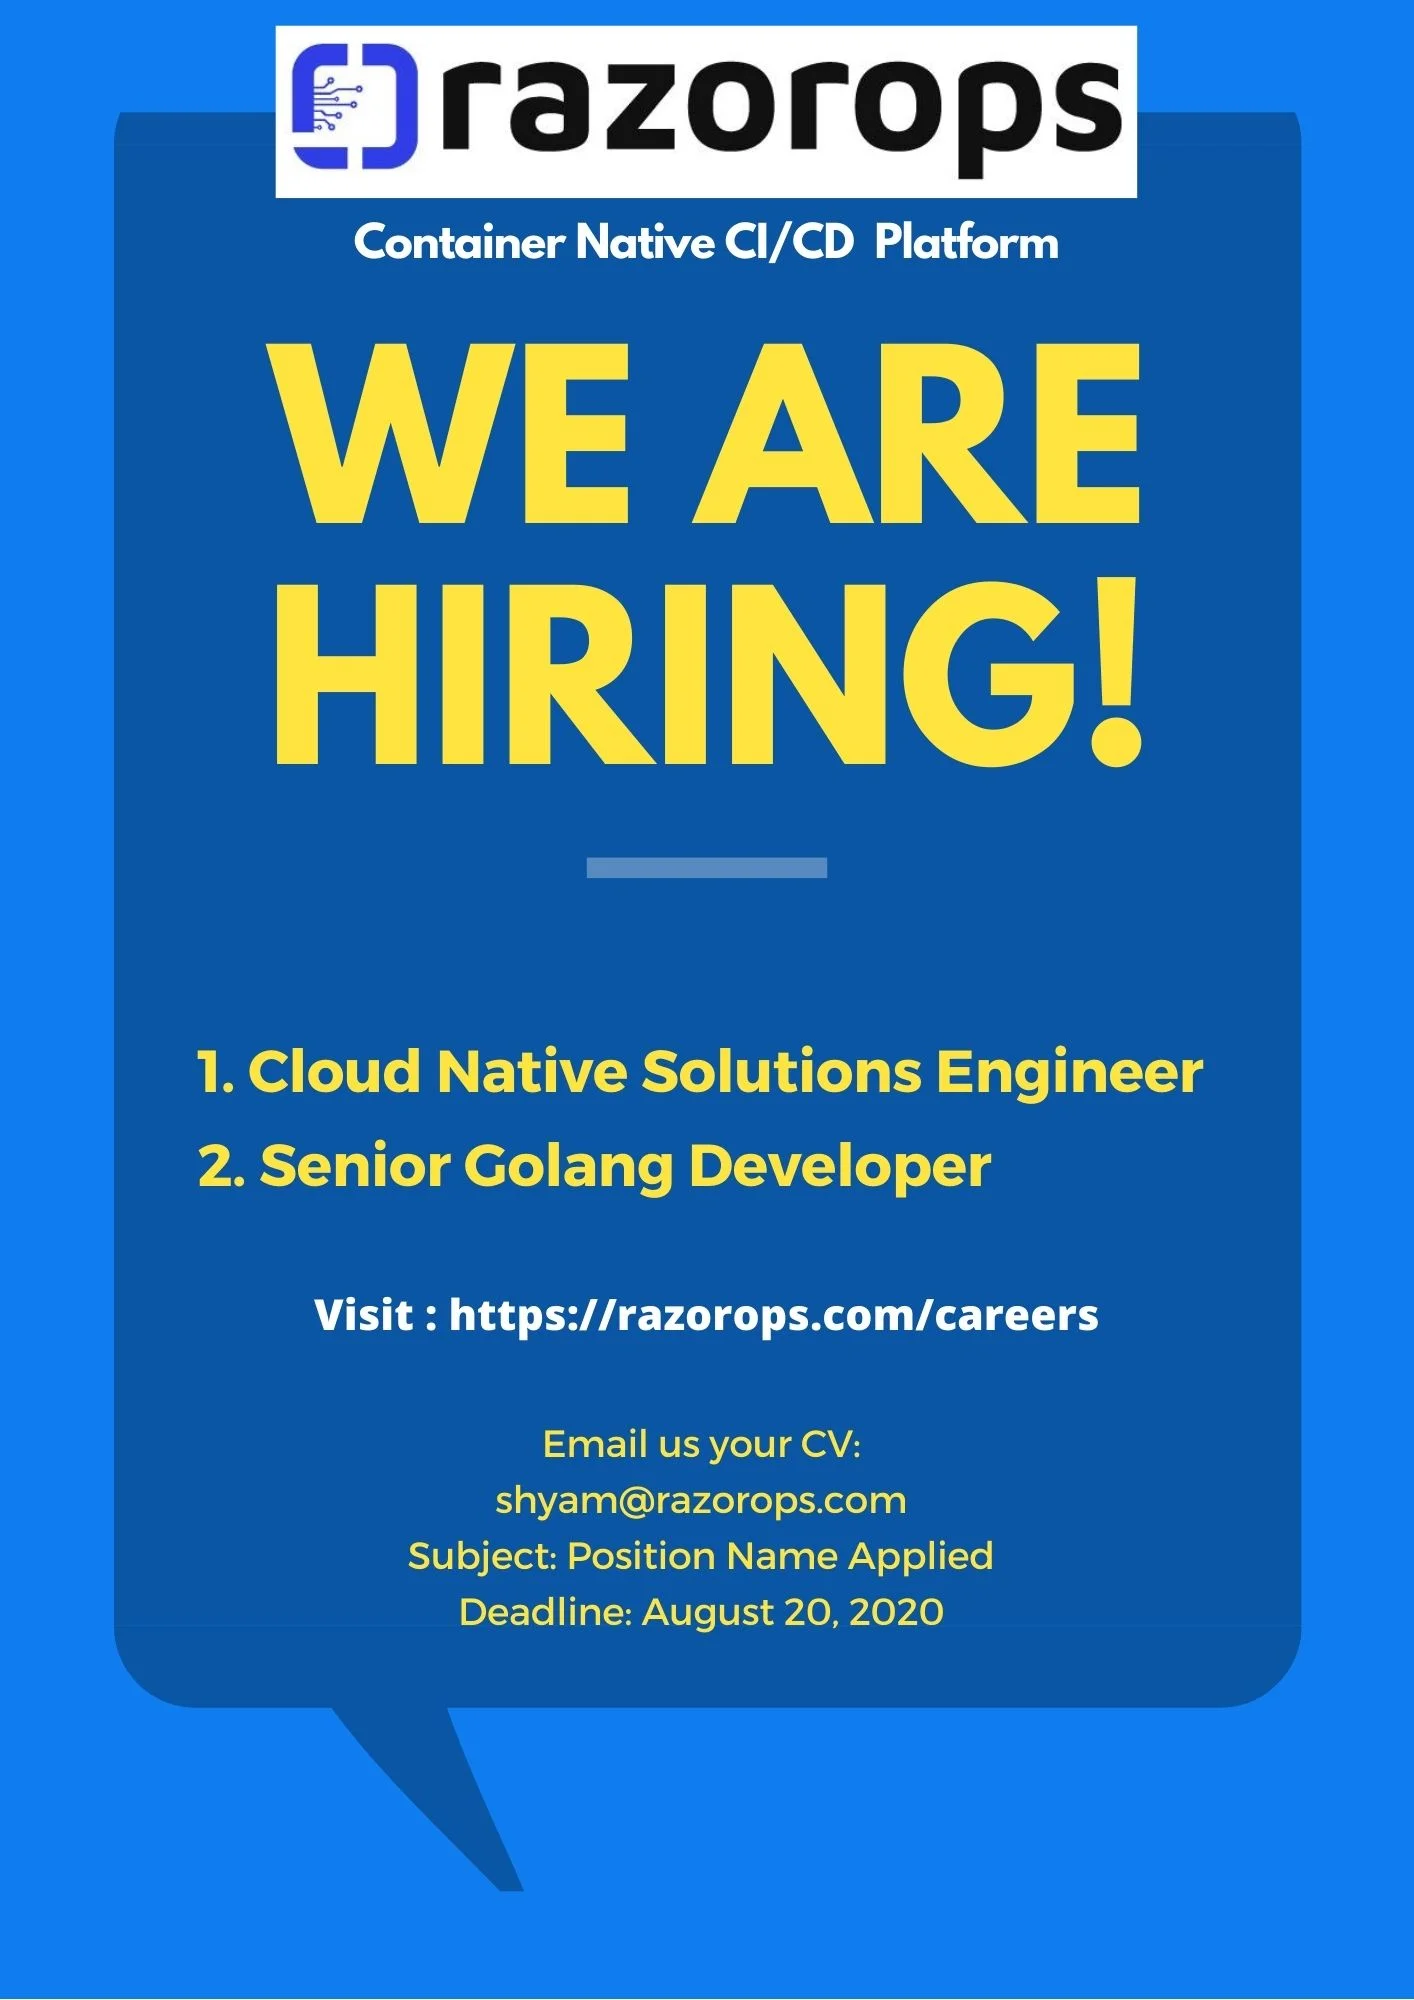 razorops
Container Native CI/CD Platform
WE ARE
HIRING!
1. Cloud Native Solutions Engineer
2. Senior Golang Developer
Visit : https://razorops.com/careers
Email us your CV:
shyam@razorops.com
Subject: Position Name Applied
Deadline: August 20, 2020